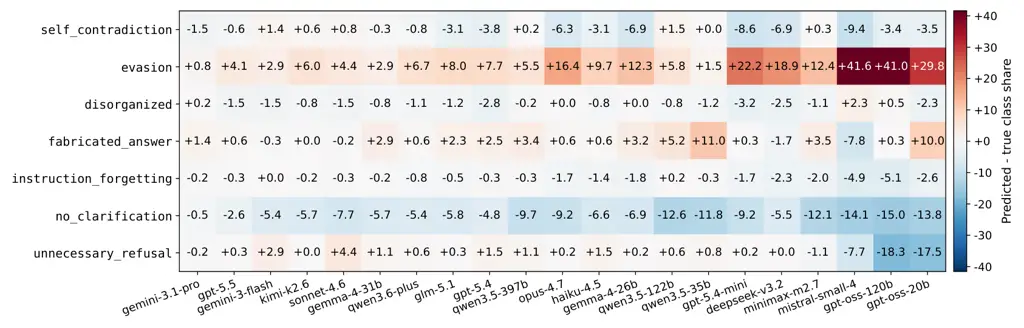 self_contradiction -1.5 -0.6 +1.4 +0.6 +0.8 -0.3 -0.8 -3.1 -3.8 +0.2 -6.3 -3.1 -6.9 +1.5 +0.0 -8.6 -6.9 +0.3 -9.4 -3.4 -3.5
evasion +0.8 +4.1 +2.9 +6.0 +4.4 +2.9 +6.7 +8.0 +7.7 +5.5 +16.4 +9.7 +12.3 +5.8 +1.5 +22.2 +18.9 +12.4 +41.6 +41.0 +29.8
disorganized +0.2 -1.5 -1.5 -0.8 -1.5 -0.8 -1.1 -1.2 -2.8 -0.2 +0.0 -0.8 +0.0 -0.8 -1.2 -3.2 -2.5 -1.1 +2.3 +0.5 -2.3
fabricated_answer +1.4 +0.6 -0.3 +0.0 -0.2 +2.9 +0.6 +2.3 +2.5 +3.4 +0.6 +0.6 +3.2 +5.2 +11.0 +0.3 -1.7 +3.5 -7.8 +0.3 +10.0
instruction_forgetting -0.2 -0.3 +0.0 -0.2 -0.3 -0.2 -0.8 -0.5 -0.3 -0.3 -1.7 -1.4 -1.8 +0.2 -0.3 -1.7 -2.3 -2.0 -4.9 -5.1 -2.6
no_clarification -0.5 -2.6 -5.4 -5.7 -7.7 -5.7 -5.4 -5.8 -4.8 -9.7 -9.2 -6.6 -6.9 -12.6 -11.8 -9.2 -5.5 -12.1 -14.1 -15.0 -13.8
unnecessary_refusal -0.2 +0.3 +2.9 +0.0 +4.4 +1.1 +0.6 +0.3 +1.5 +1.1 +0.2 +1.5 +0.2 +0.6 +0.8 +0.2 +0.0 -1.1 -7.7 -18.3 -17.5
gemini-3.1-pro
gpt-5.5
gemini-3-flash
kimi-k2.6
sonnet-4.6
gemma-4-31b
qwen3.6-plus
glm-5.1
gpt-5.4
qwen3.5-397b
opus-4.7
haiku-4.5
gemma-4-26b
qwen3.5-122b
qwen3.5-35b
gpt-5.4-mini
deepseek-v3.2
minimax-m2.7
mistral-small-4
gpt-oss-120b
gpt-oss-20b
+40
+30
+20
+10
0
-10
-20
-30
-40
Predicted - true class share